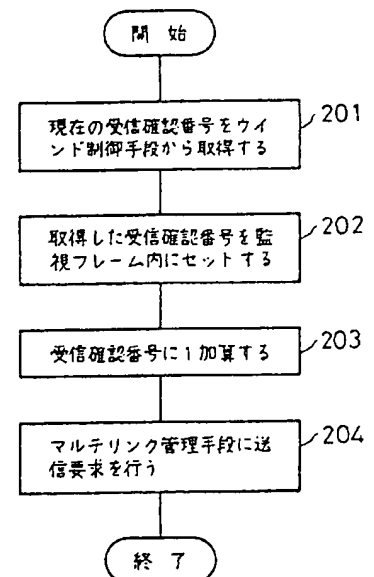 開始
現在の受信確認番号をウイ
ンド制御手段から取得する
201
取得した受信確認番号を監
視フレーム内にセットする
202
受信確認番号に1加算する
203
マルチリンク管理手段に送
信要求を行う
204
終了